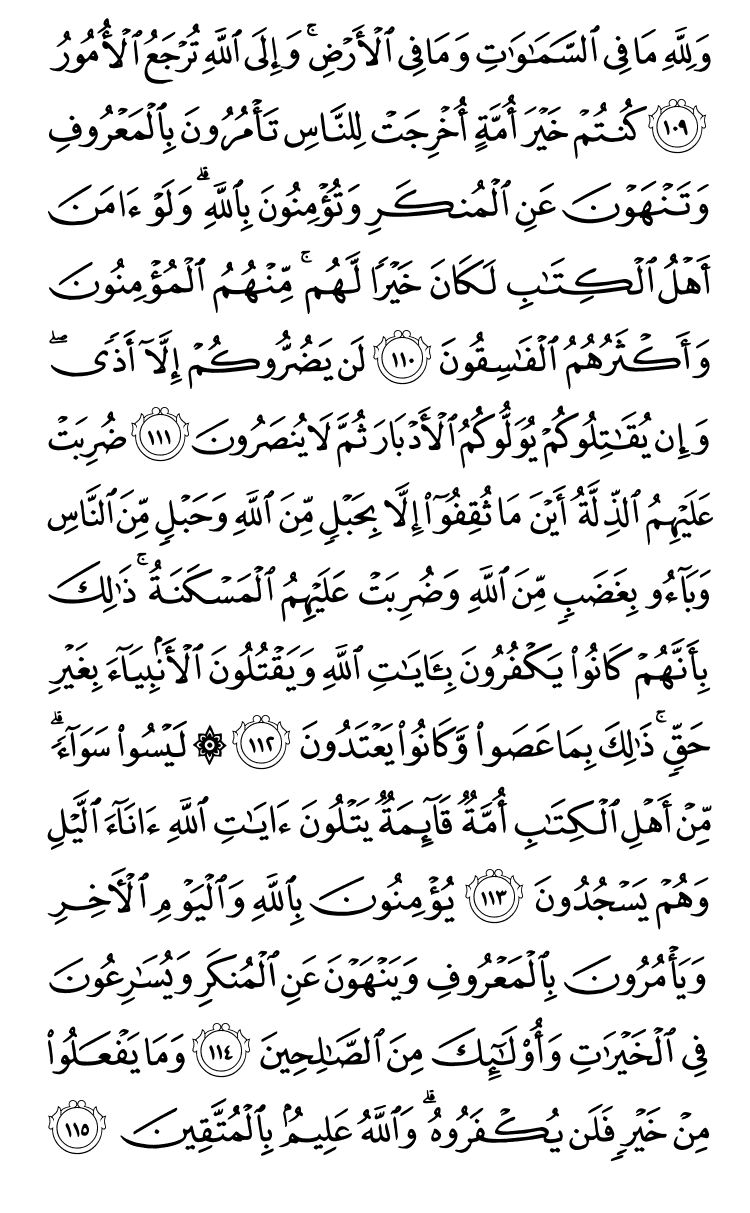 وَلِلَّهِ مَا فِي ٱلسَّمَٰوَٰتِ وَمَا فِي ٱلْأَرْضِ ۚ وَإِلَى ٱللَّهِ تُرْجَعُ ٱلْأُمُورُ
١٠٩ كُنتُمْ خَيْرَ أُمَّةٍ أُخْرِجَتْ لِلنَّاسِ تَأْمُرُونَ بِٱلْمَعْرُوفِ
وَتَنْهَوْنَ عَنِ ٱلْمُنكَرِ وَتُؤْمِنُونَ بِٱللَّهِ ۗ وَلَوْ ءَامَنَ
أَهْلُ ٱلْكِتَٰبِ لَكَانَ خَيْرًا لَّهُم ۚ مِّنْهُمُ ٱلْمُؤْمِنُونَ
وَأَكْثَرُهُمُ ٱلْفَٰسِقُونَ ١١٠ لَن يَضُرُّوكُمْ إِلَّآ أَذًى ۖ
وَإِن يُقَٰتِلُوكُمْ يُوَلُّوكُمُ ٱلْأَدْبَارَ ثُمَّ لَا يُنصَرُونَ ١١١ ضُرِبَتْ
عَلَيْهِمُ ٱلذِّلَّةُ أَيْنَ مَا ثُقِفُوٓا۟ إِلَّا بِحَبْلٍ مِّنَ ٱللَّهِ وَحَبْلٍ مِّنَ ٱلنَّاسِ
وَبَآءُو بِغَضَبٍ مِّنَ ٱللَّهِ وَضُرِبَتْ عَلَيْهِمُ ٱلْمَسْكَنَةُ ۚ ذَٰلِكَ
بِأَنَّهُمْ كَانُوا۟ يَكْفُرُونَ بِـَٔايَٰتِ ٱللَّهِ وَيَقْتُلُونَ ٱلْأَنۢبِيَآءَ بِغَيْرِ
حَقٍّ ۚ ذَٰلِكَ بِمَا عَصَوا۟ وَّكَانُوا۟ يَعْتَدُونَ ١١٢ ۞ لَيْسُوا۟ سَوَآءً ۗ
مِّنْ أَهْلِ ٱلْكِتَٰبِ أُمَّةٌ قَآئِمَةٌ يَتْلُونَ ءَايَٰتِ ٱللَّهِ ءَانَآءَ ٱلَّيْلِ
وَهُمْ يَسْجُدُونَ ١١٣ يُؤْمِنُونَ بِٱللَّهِ وَٱلْيَوْمِ ٱلْءَاخِرِ
وَيَأْمُرُونَ بِٱلْمَعْرُوفِ وَيَنْهَوْنَ عَنِ ٱلْمُنكَرِ وَيُسَٰرِعُونَ
فِي ٱلْخَيْرَٰتِ وَأُو۟لَٰٓئِكَ مِنَ ٱلصَّٰلِحِينَ ١١٤ وَمَا يَفْعَلُوا۟
مِنْ خَيْرٍ فَلَن يُكْفَرُوهُ ۗ وَٱللَّهُ عَلِيمٌۢ بِٱلْمُتَّقِينَ ١١٥